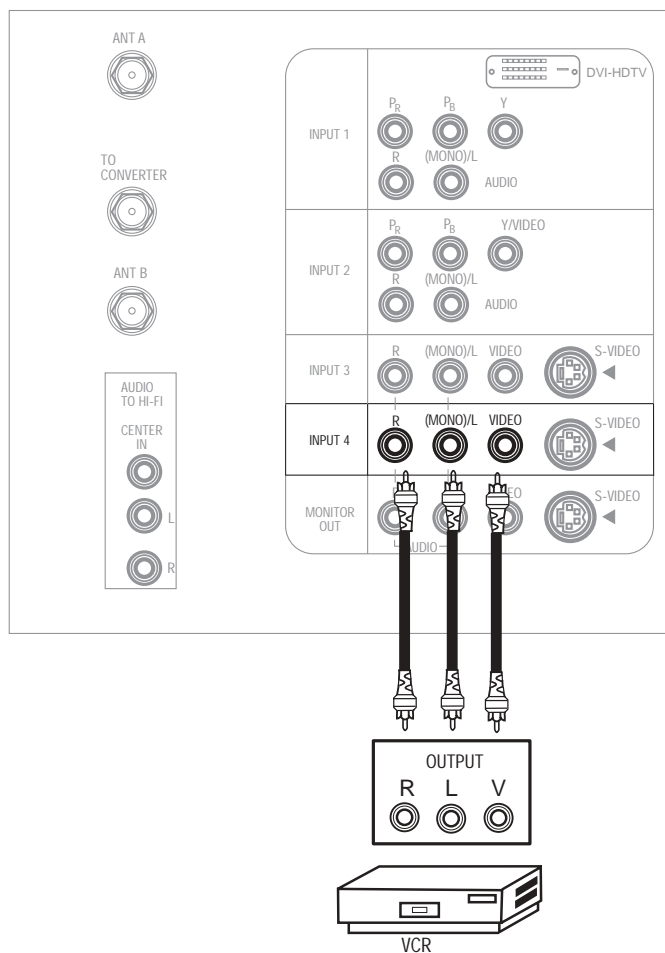 ANT A
TO
CONVERTER
ANT B
AUDIO
TO HI-FI
CENTER
IN
L
R
DVI-HDTV
INPUT 1
PR PB Y
R (MONO)/L AUDIO
INPUT 2
PR PB Y/VIDEO
R (MONO)/L AUDIO
INPUT 3
R (MONO)/L VIDEO S-VIDEO
INPUT 4
R (MONO)/L VIDEO S-VIDEO
MONITOR
OUT
S-VIDEO
AUDIO
OUTPUT
R L V
VCR